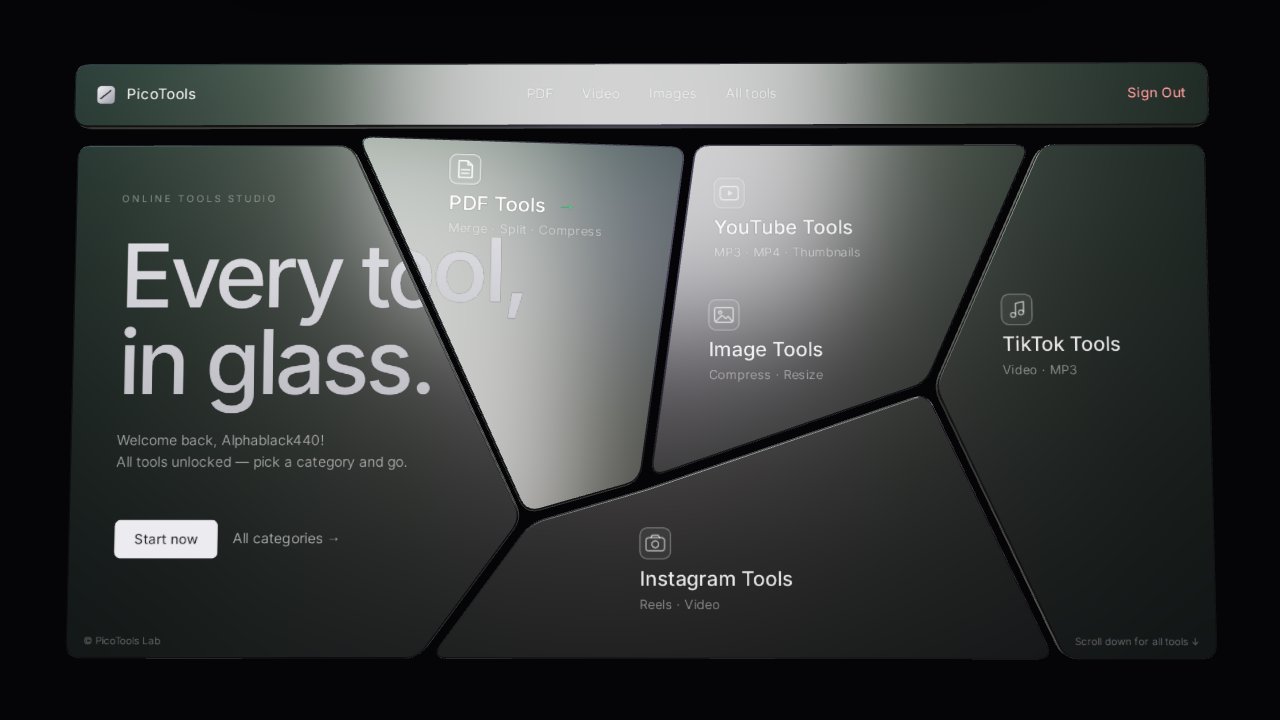 PicoTools
PDF Video Images All tools
Sign Out
ONLINE TOOLS STUDIO
Every tool,
in glass.
Welcome back, Alphablack440!
All tools unlocked — pick a category and go.
Start now
All categories →
© PicoTools Lab
PDF Tools →
Merge · Split · Compress
YouTube Tools
MP3 · MP4 · Thumbnails
Image Tools
Compress · Resize
TikTok Tools
Video · MP3
Instagram Tools
Reels · Video
Scroll down for all tools ↓